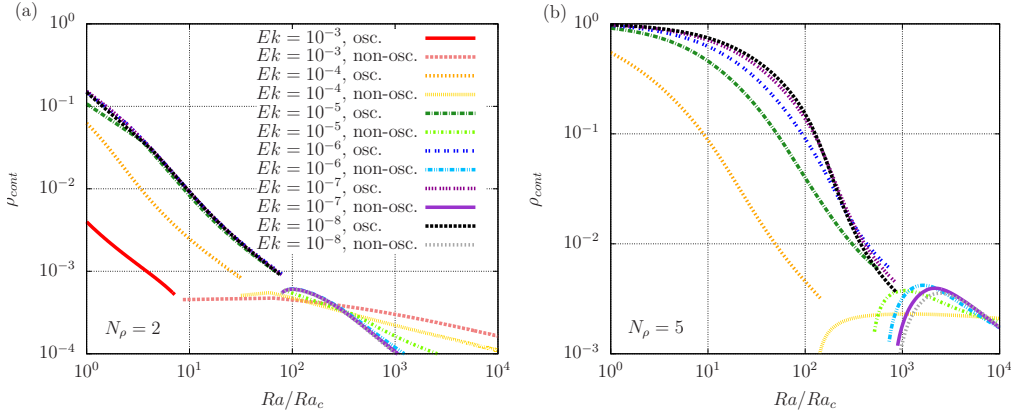 (a)
10^0
10^-1
10^-2
10^-3
10^-4
ρ_cont
Ek = 10^-3, osc.
Ek = 10^-3, non-osc.
Ek = 10^-4, osc.
Ek = 10^-4, non-osc.
Ek = 10^-5, osc.
Ek = 10^-5, non-osc.
Ek = 10^-6, osc.
Ek = 10^-6, non-osc.
Ek = 10^-7, osc.
Ek = 10^-7, non-osc.
Ek = 10^-8, osc.
Ek = 10^-8, non-osc.
N_ρ = 2
10^0 10^1 10^2 10^3 10^4
Ra/Ra_c
(b)
10^0
10^-1
10^-2
10^-3
ρ_cont
N_ρ = 5
10^0 10^1 10^2 10^3 10^4
Ra/Ra_c